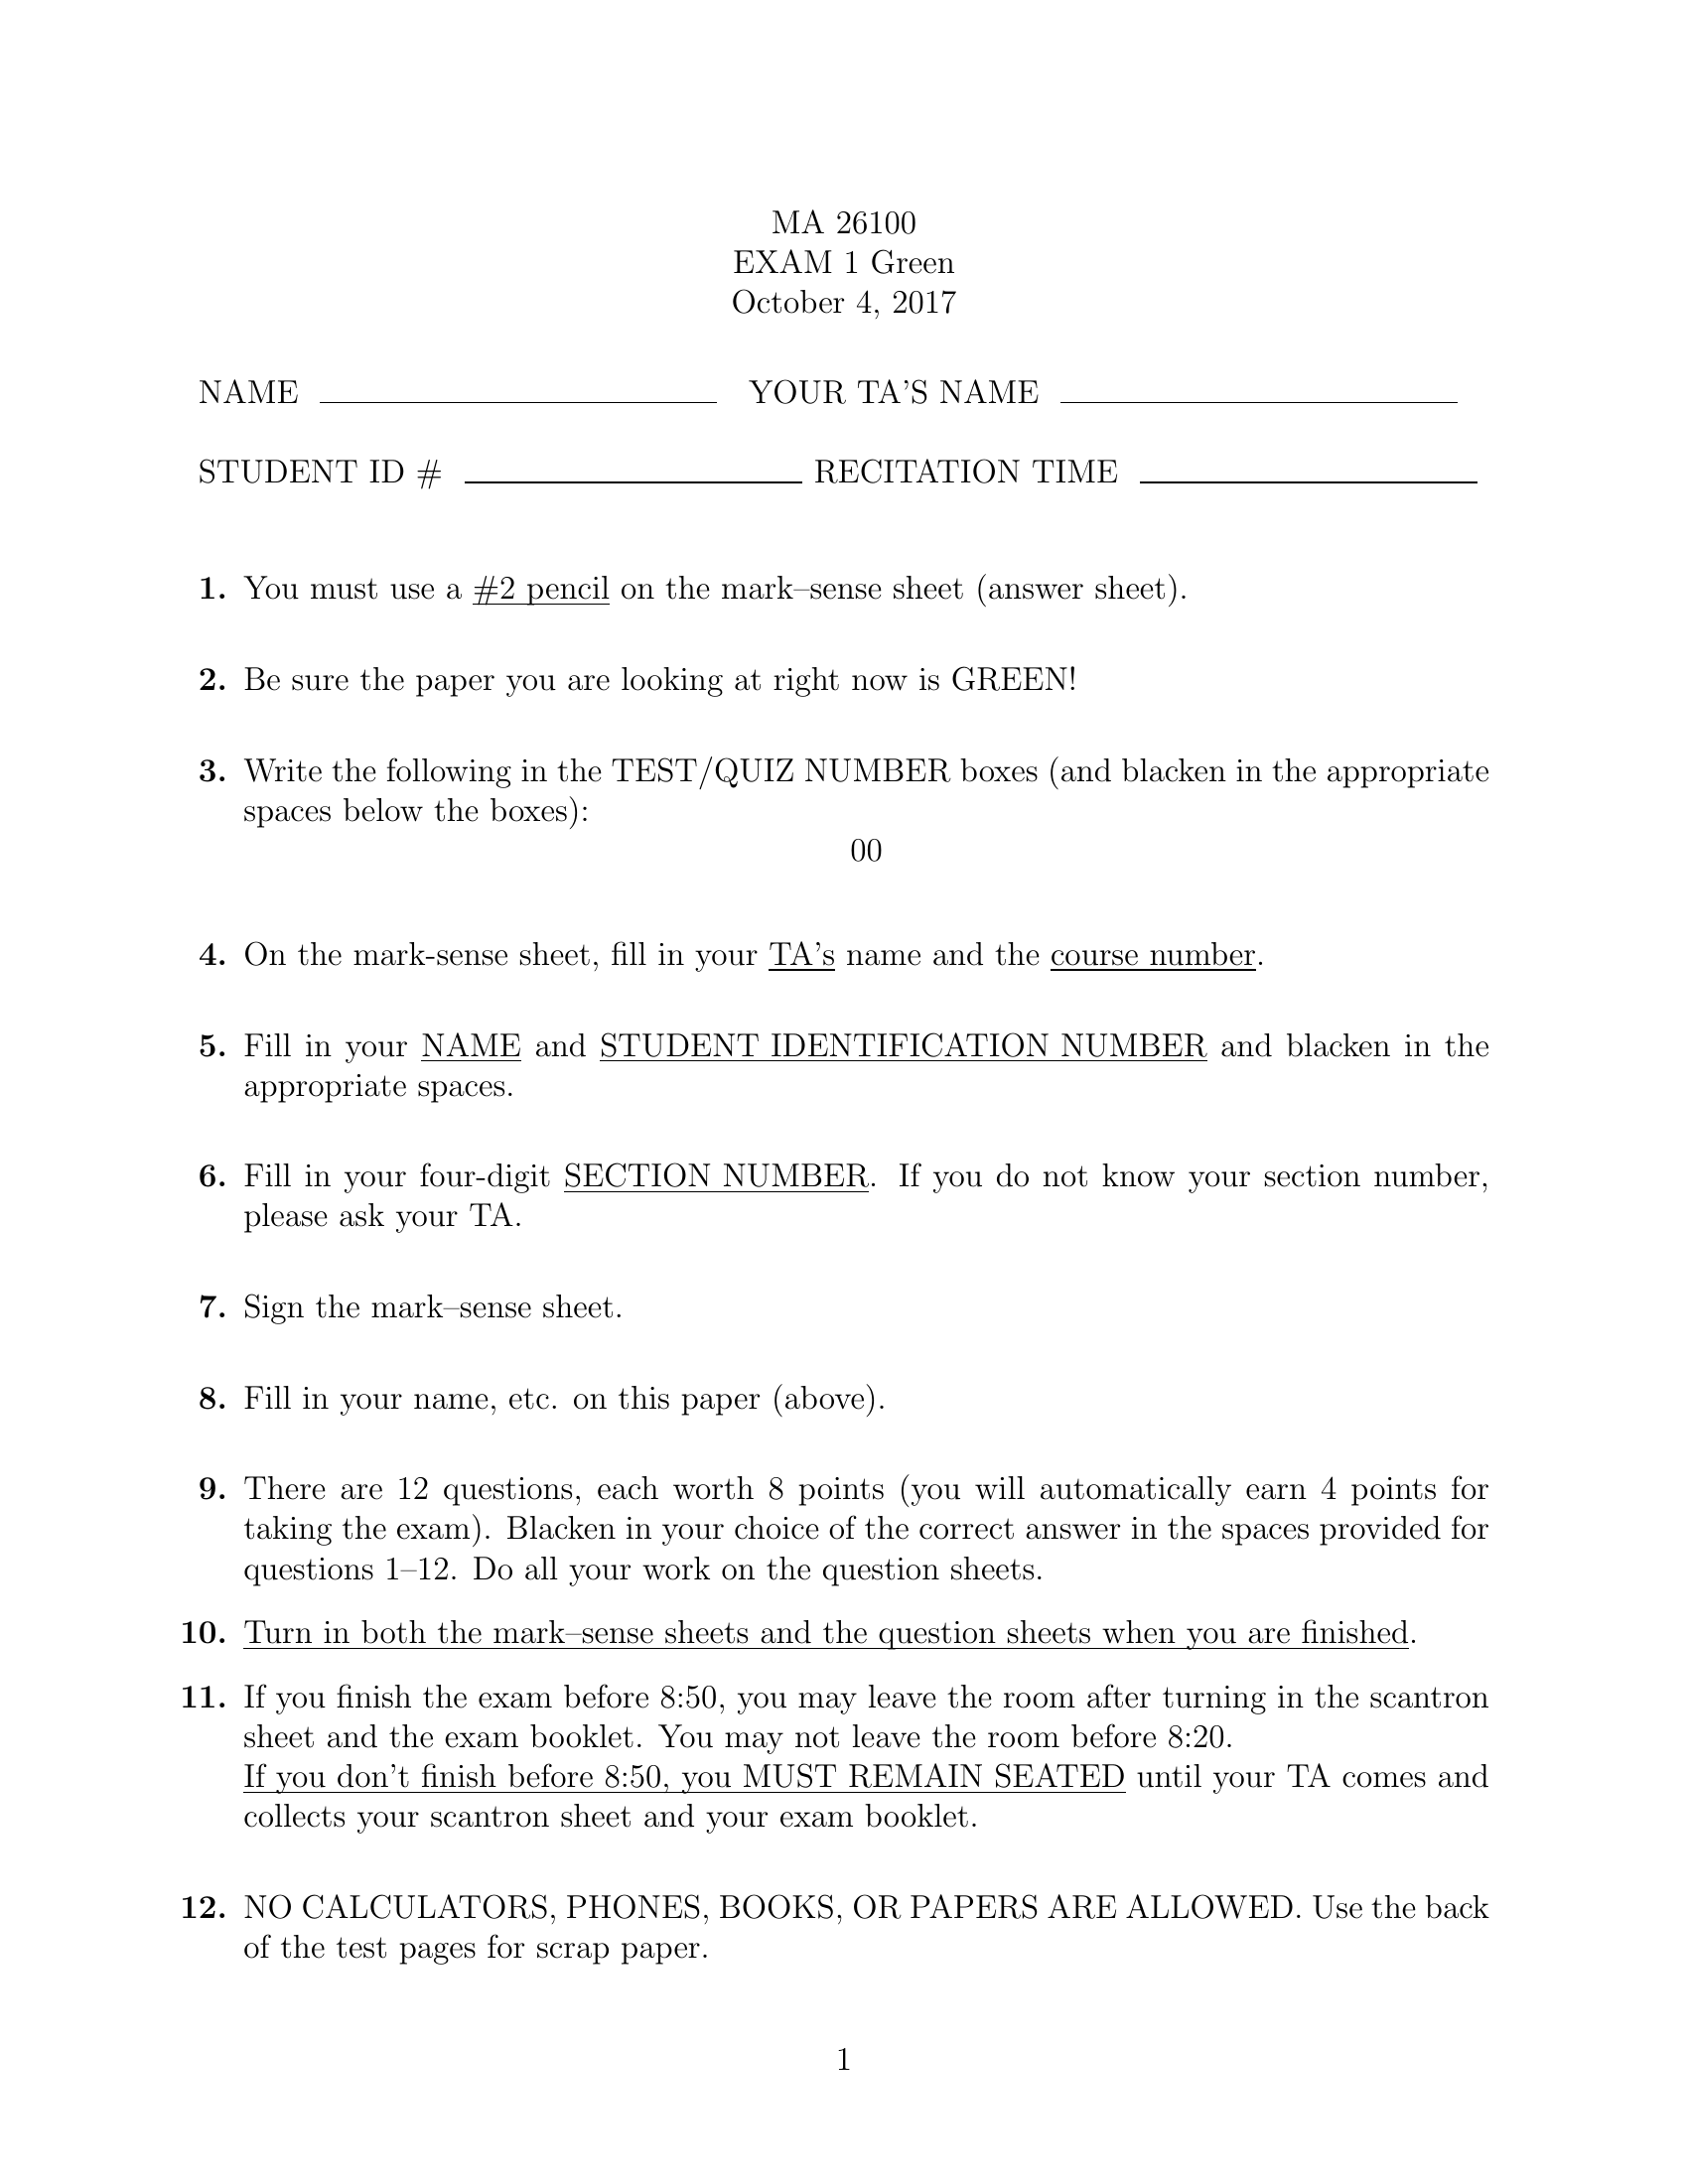 MA 26100
EXAM 1 Green
October 4, 2017
NAME YOUR TA'S NAME
STUDENT ID # RECITATION TIME
1. You must use a #2 pencil on the mark–sense sheet (answer sheet).
2. Be sure the paper you are looking at right now is GREEN!
3. Write the following in the TEST/QUIZ NUMBER boxes (and blacken in the appropriate
spaces below the boxes):
00
4. On the mark-sense sheet, fill in your TA's name and the course number.
5. Fill in your NAME and STUDENT IDENTIFICATION NUMBER and blacken in the
appropriate spaces.
6. Fill in your four-digit SECTION NUMBER. If you do not know your section number,
please ask your TA.
7. Sign the mark–sense sheet.
8. Fill in your name, etc. on this paper (above).
9. There are 12 questions, each worth 8 points (you will automatically earn 4 points for
taking the exam). Blacken in your choice of the correct answer in the spaces provided for
questions 1–12. Do all your work on the question sheets.
10. Turn in both the mark–sense sheets and the question sheets when you are finished.
11. If you finish the exam before 8:50, you may leave the room after turning in the scantron
sheet and the exam booklet. You may not leave the room before 8:20.
If you don't finish before 8:50, you MUST REMAIN SEATED until your TA comes and
collects your scantron sheet and your exam booklet.
12. NO CALCULATORS, PHONES, BOOKS, OR PAPERS ARE ALLOWED. Use the back
of the test pages for scrap paper.
1